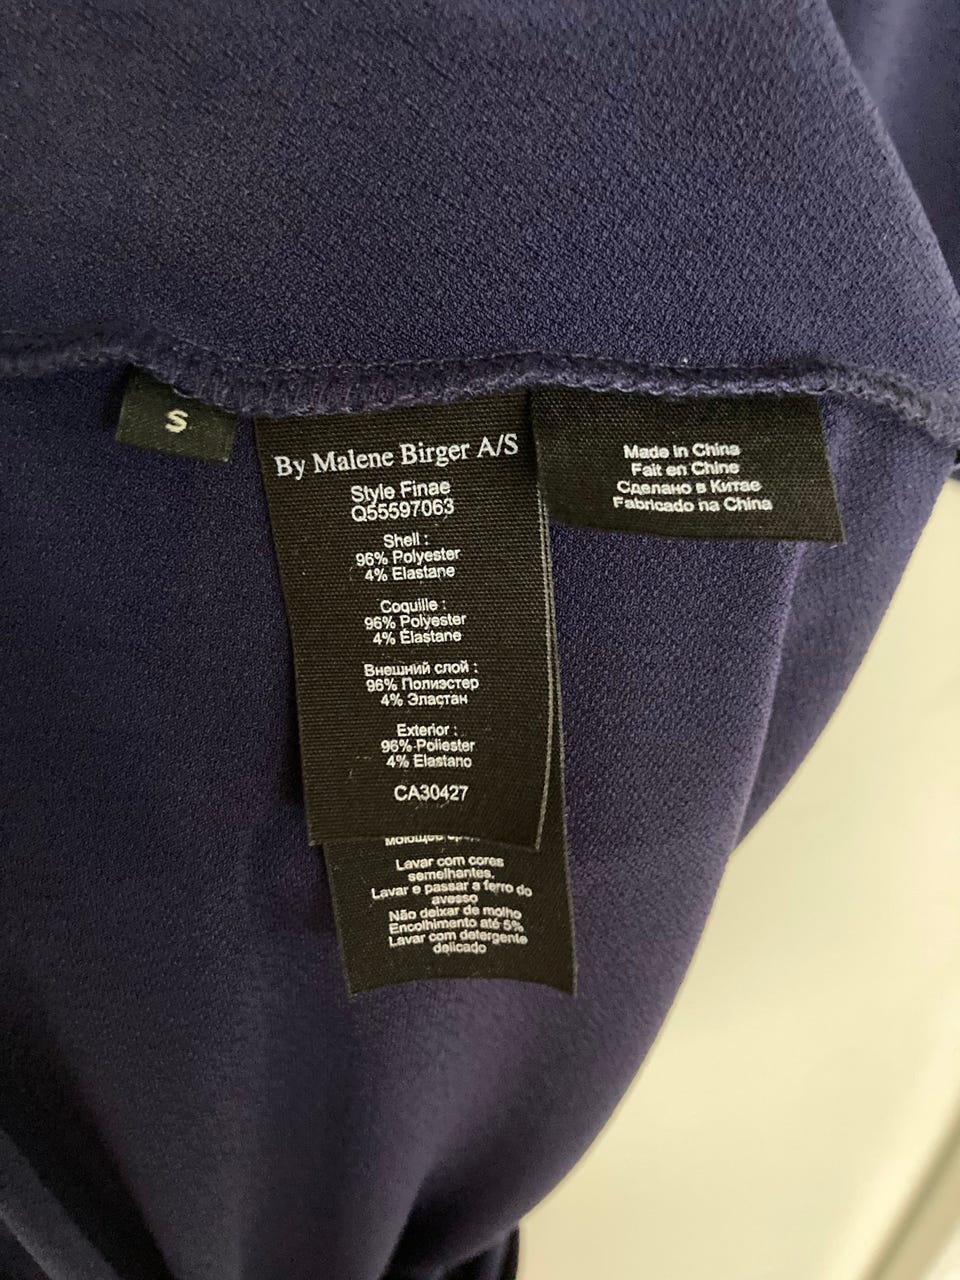 S
By Malene Birger A/S
Style Finae
Q55597063
Shell :
96% Polyester
4% Elastane
Coquille :
96% Polyester
4% Élastane
Внешний слой :
96% Полиэстер
4% Эластан
Exterior :
96% Poliester
4% Elastano
CA30427
Made in China
Fait en Chine
Сделано в Китае
Fabricado na China
Lavar com cores
semelhantes.
Lavar e passar a ferro do
avesso
Não deixar de molho
Encolhimento até 5%
Lavar com detergente
delicado